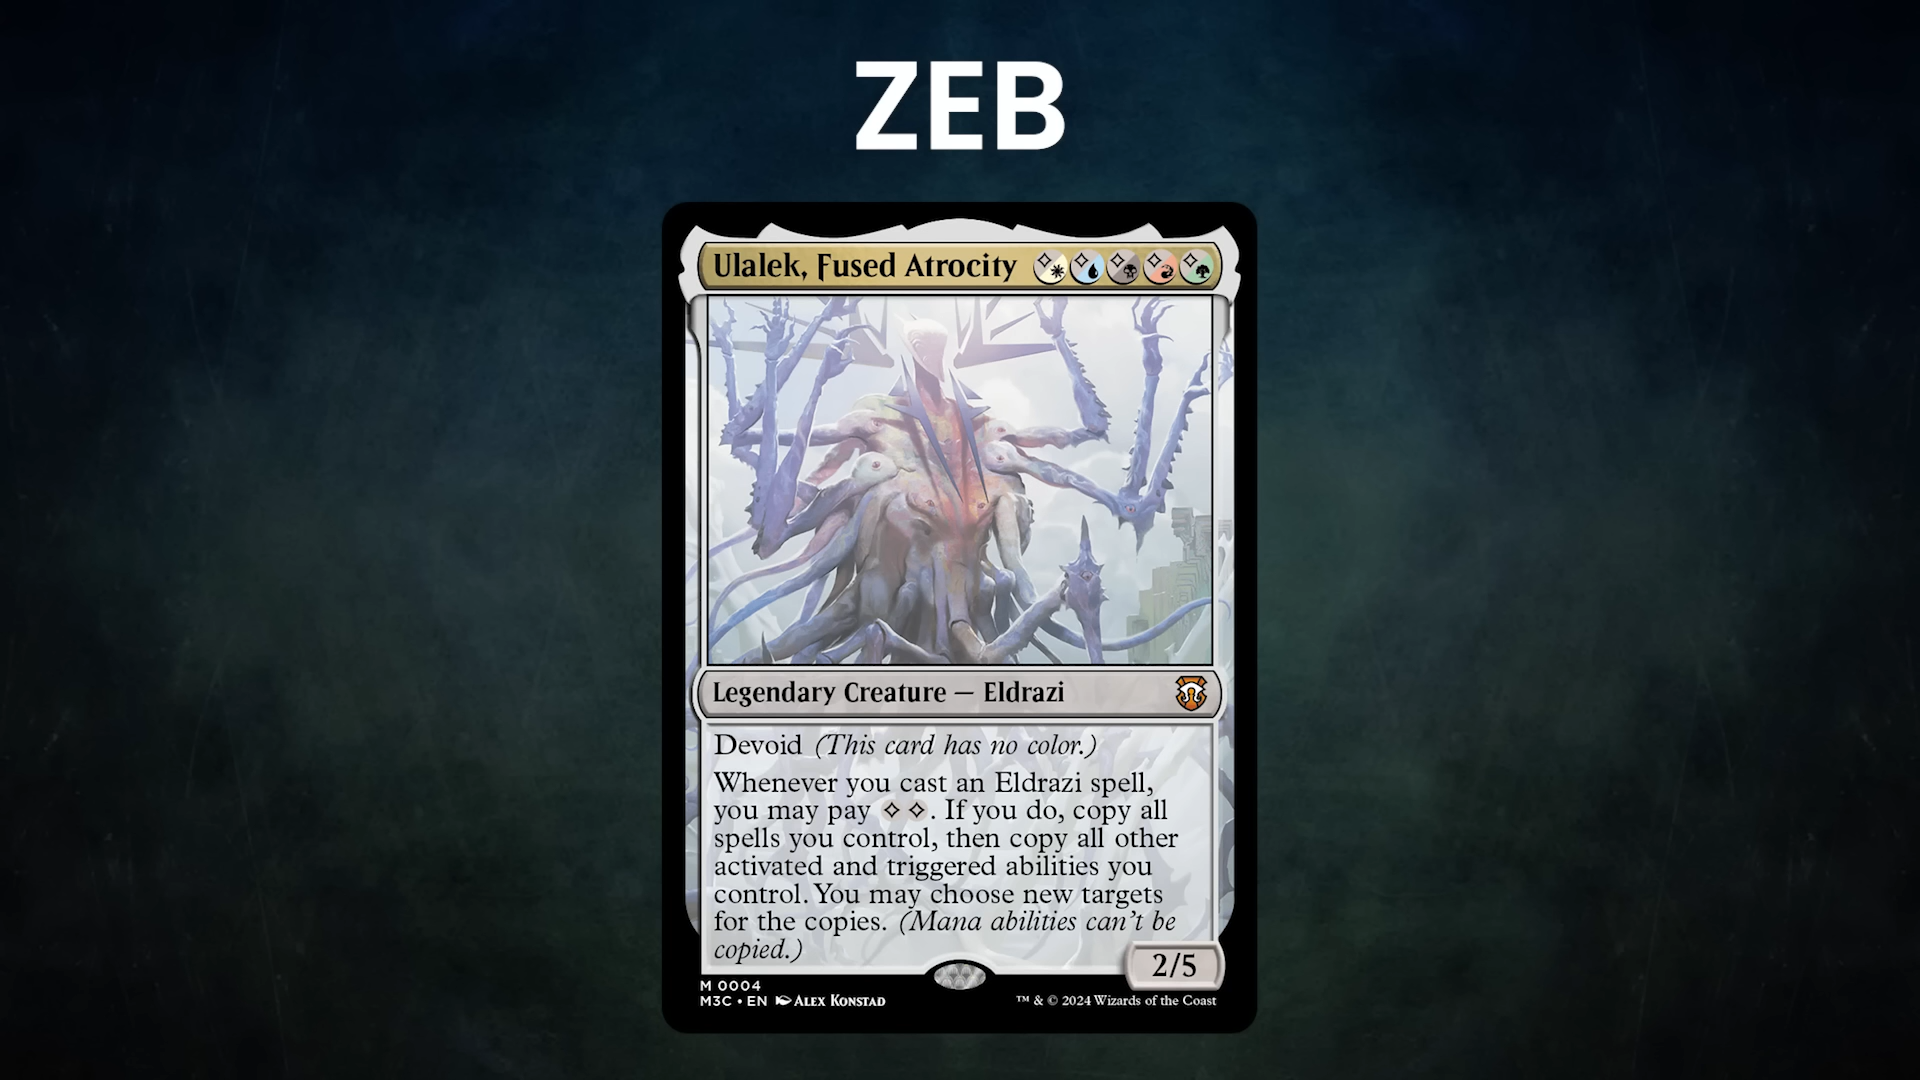 ZEB
Ulalek, Fused Atrocity
Legendary Creature — Eldrazi
Devoid (This card has no color.)
Whenever you cast an Eldrazi spell,
you may pay ◇◇. If you do, copy all
spells you control, then copy all other
activated and triggered abilities you
control. You may choose new targets
for the copies. (Mana abilities can't be
copied.)
2/5
M 0004
M3C • EN ALEX KONSTAD
™ & © 2024 Wizards of the Coast